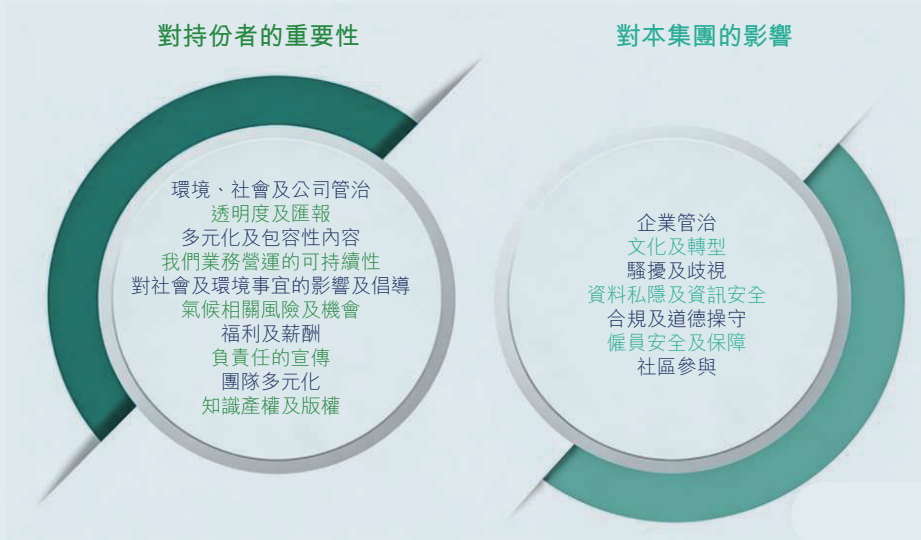 對持份者的重要性
環境、社會及公司管治
透明度及匯報
多元化及包容性內容
我們業務營運的可持續性
對社會及環境事宜的影響及倡導
氣候相關風險及機會
福利及薪酬
負責任的宣傳
團隊多元化
知識產權及版權
對本集團的影響
企業管治
文化及轉型
騷擾及歧視
資料私隱及資訊安全
合規及道德操守
僱員安全及保障
社區參與